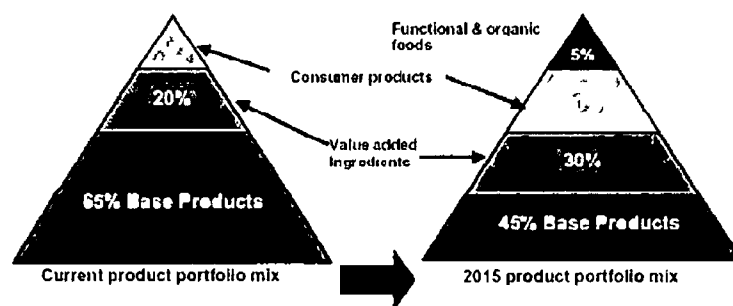 Functional & organic
foods
5%
Consumer products
20%
Value added
Ingredients
30%
65% Base Products
45% Base Products
Current product portfolio mix
2015 product portfolio mix